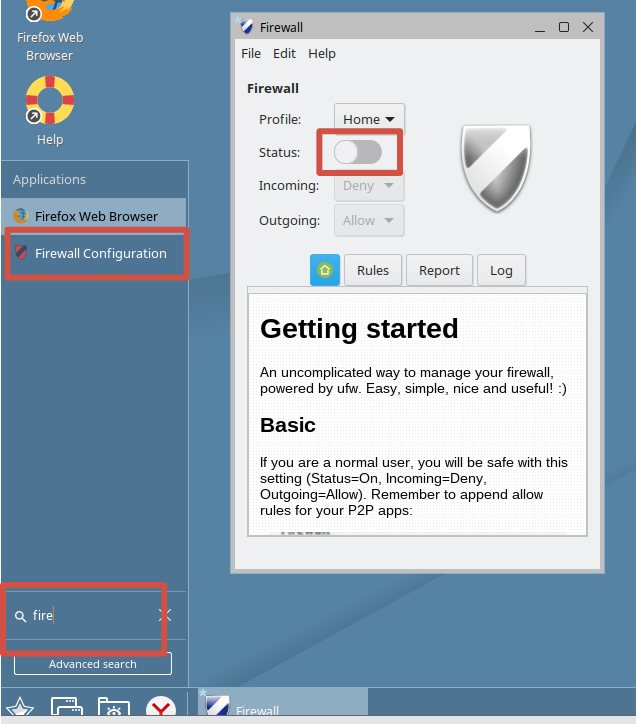 Firefox Web
Browser
Help
Applications
Firefox Web Browser
Firewall Configuration
fire
Advanced search
Firewall
File Edit Help
Firewall
Profile: Home
Status:
Incoming: Deny
Outgoing: Allow
Rules Report Log
Getting started
An uncomplicated way to manage your firewall,
powered by ufw. Easy, simple, nice and useful! :)
Basic
If you are a normal user, you will be safe with this
setting (Status=On, Incoming=Deny,
Outgoing=Allow). Remember to append allow
rules for your P2P apps:
Firewall